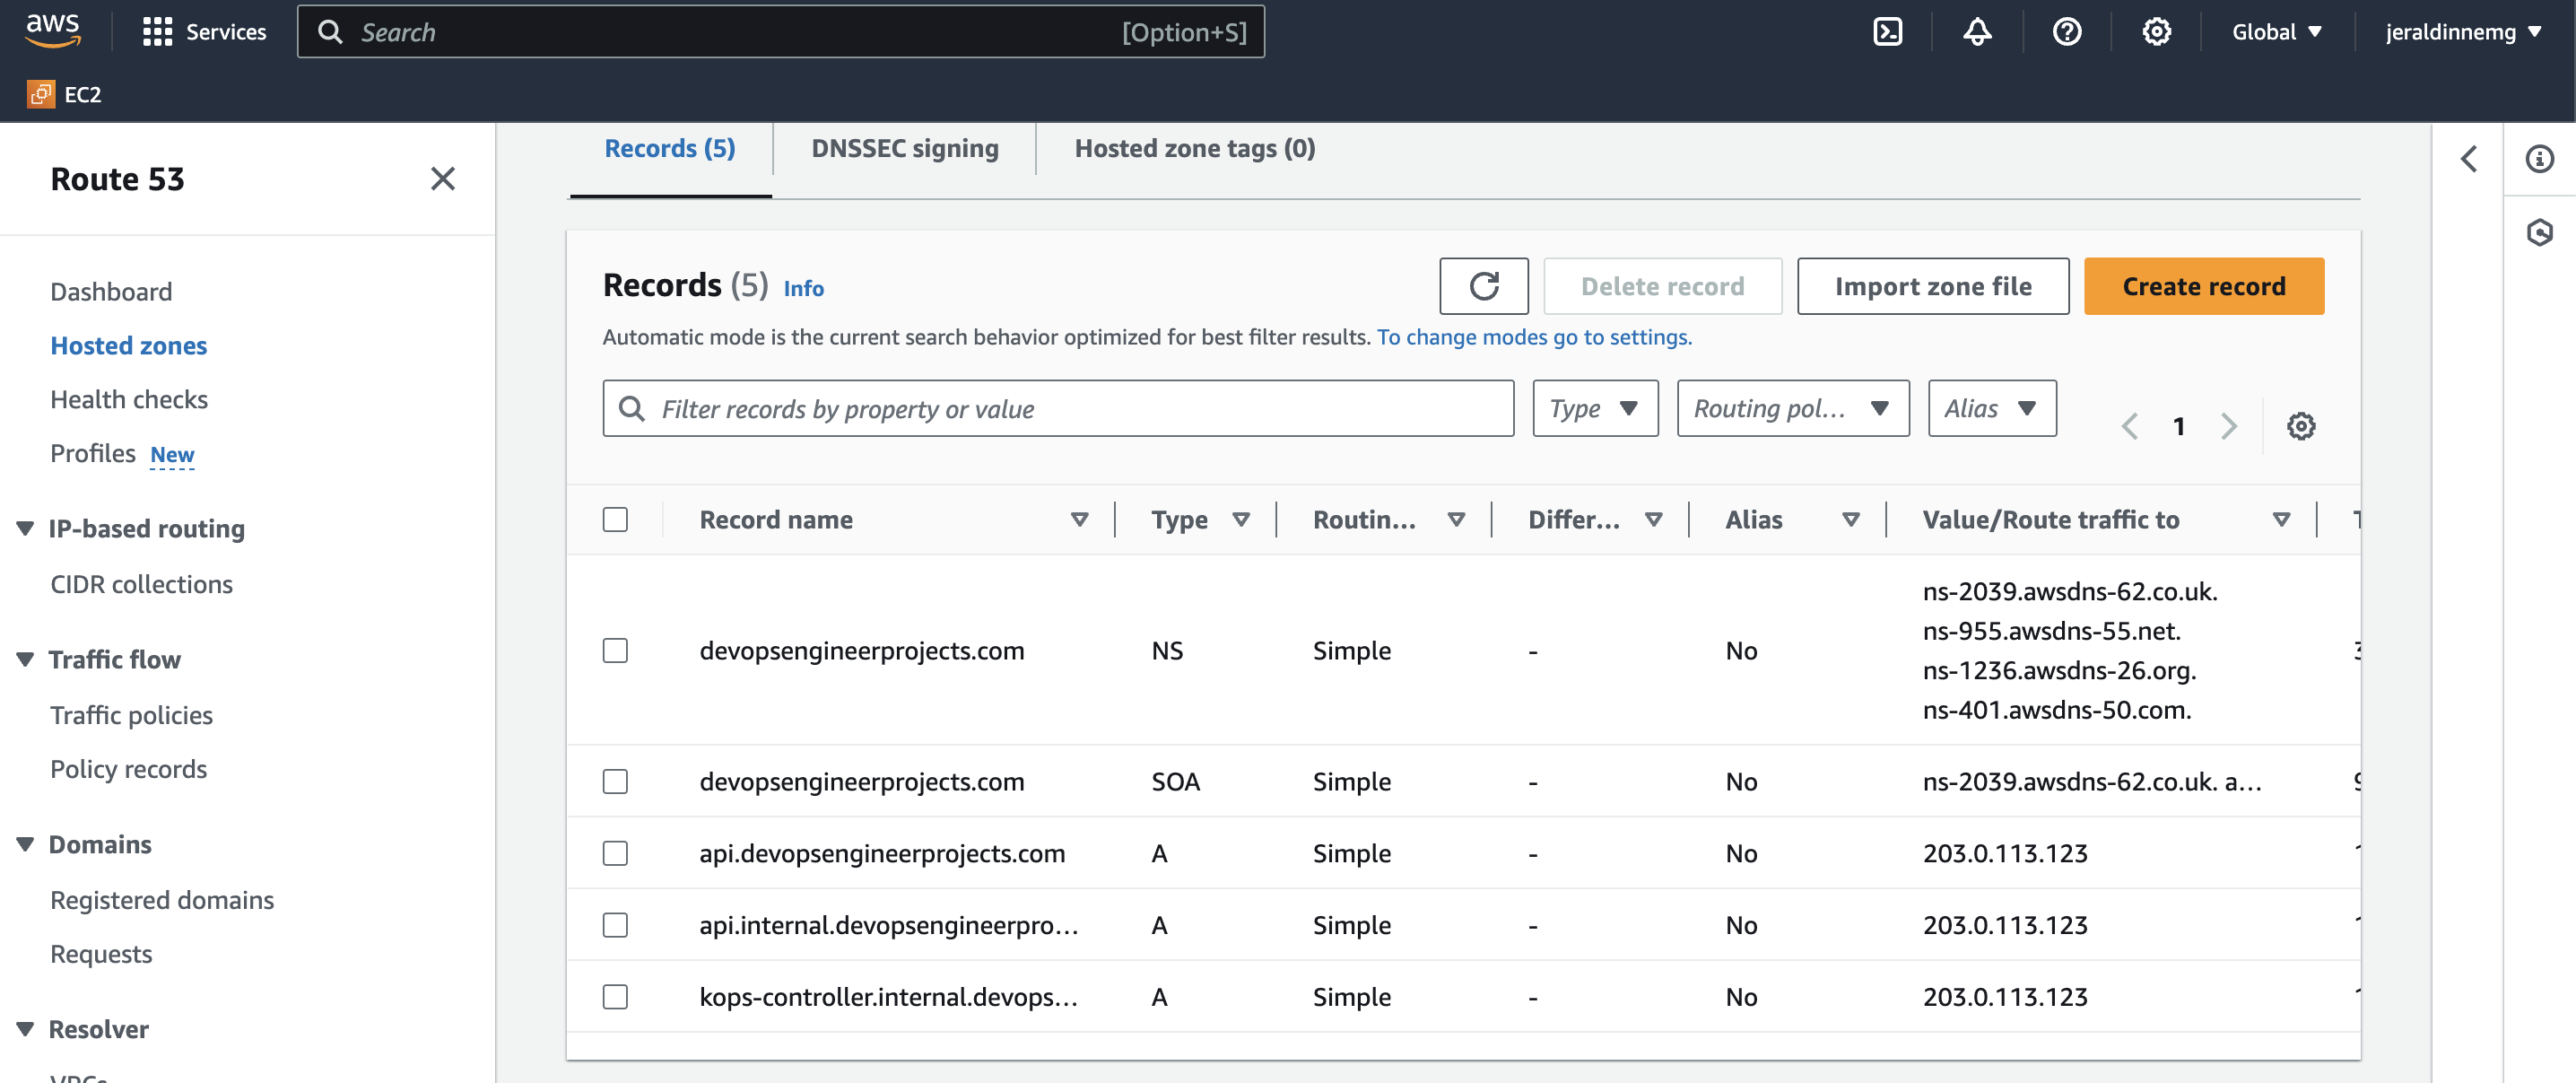 aws
Services
Search
[Option+S]
Global
jeraldinnemg
EC2
Route 53
Dashboard
Hosted zones
Health checks
Profiles New
IP-based routing
CIDR collections
Traffic flow
Traffic policies
Policy records
Domains
Registered domains
Requests
Resolver
Records (5)
DNSSEC signing
Hosted zone tags (0)
Records (5) Info
Delete record
Import zone file
Create record
Automatic mode is the current search behavior optimized for best filter results. To change modes go to settings.
Filter records by property or value
Type
Routing pol...
Alias
1
Record name Type Routin... Differ... Alias Value/Route traffic to
devopsengineerprojects.com NS Simple - No
ns-2039.awsdns-62.co.uk.
ns-955.awsdns-55.net.
ns-1236.awsdns-26.org.
ns-401.awsdns-50.com.
devopsengineerprojects.com SOA Simple - No ns-2039.awsdns-62.co.uk. a...
api.devopsengineerprojects.com A Simple - No 203.0.113.123
api.internal.devopsengineerpro... A Simple - No 203.0.113.123
kops-controller.internal.devops... A Simple - No 203.0.113.123